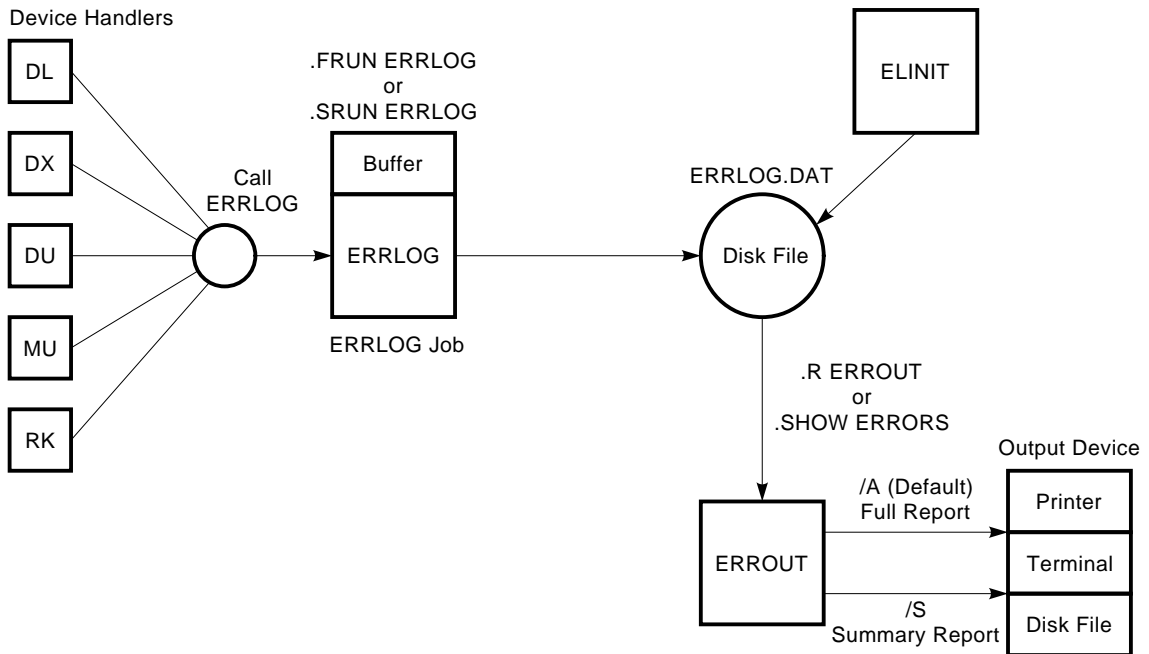 Device Handlers
DL
DX
DU
MU
RK
Call
ERRLOG
.FRUN ERRLOG
or
.SRUN ERRLOG
Buffer
ERRLOG
ERRLOG Job
ELINIT
ERRLOG.DAT
Disk File
.R ERROUT
or
.SHOW ERRORS
ERROUT
/A (Default)
Full Report
/S
Summary Report
Output Device
Printer
Terminal
Disk File